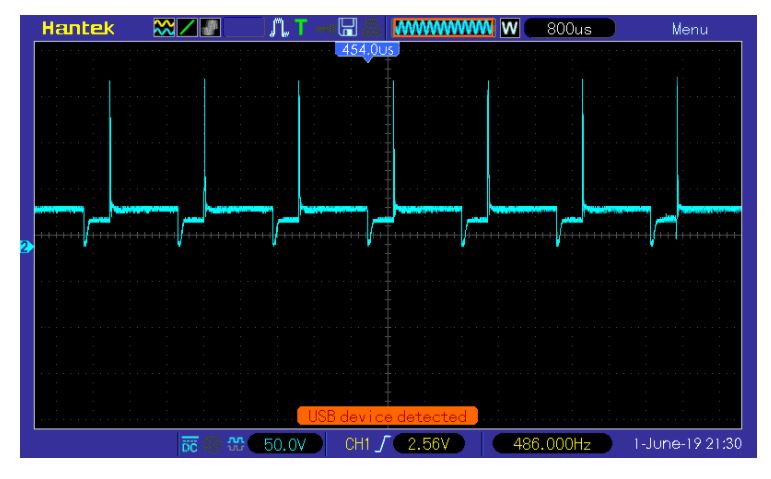 Hantek T W 800us Menu
454.0us
2
USB device detected
DC 50.0V CH1 2.56V 486.000Hz 1-June-19 21:30